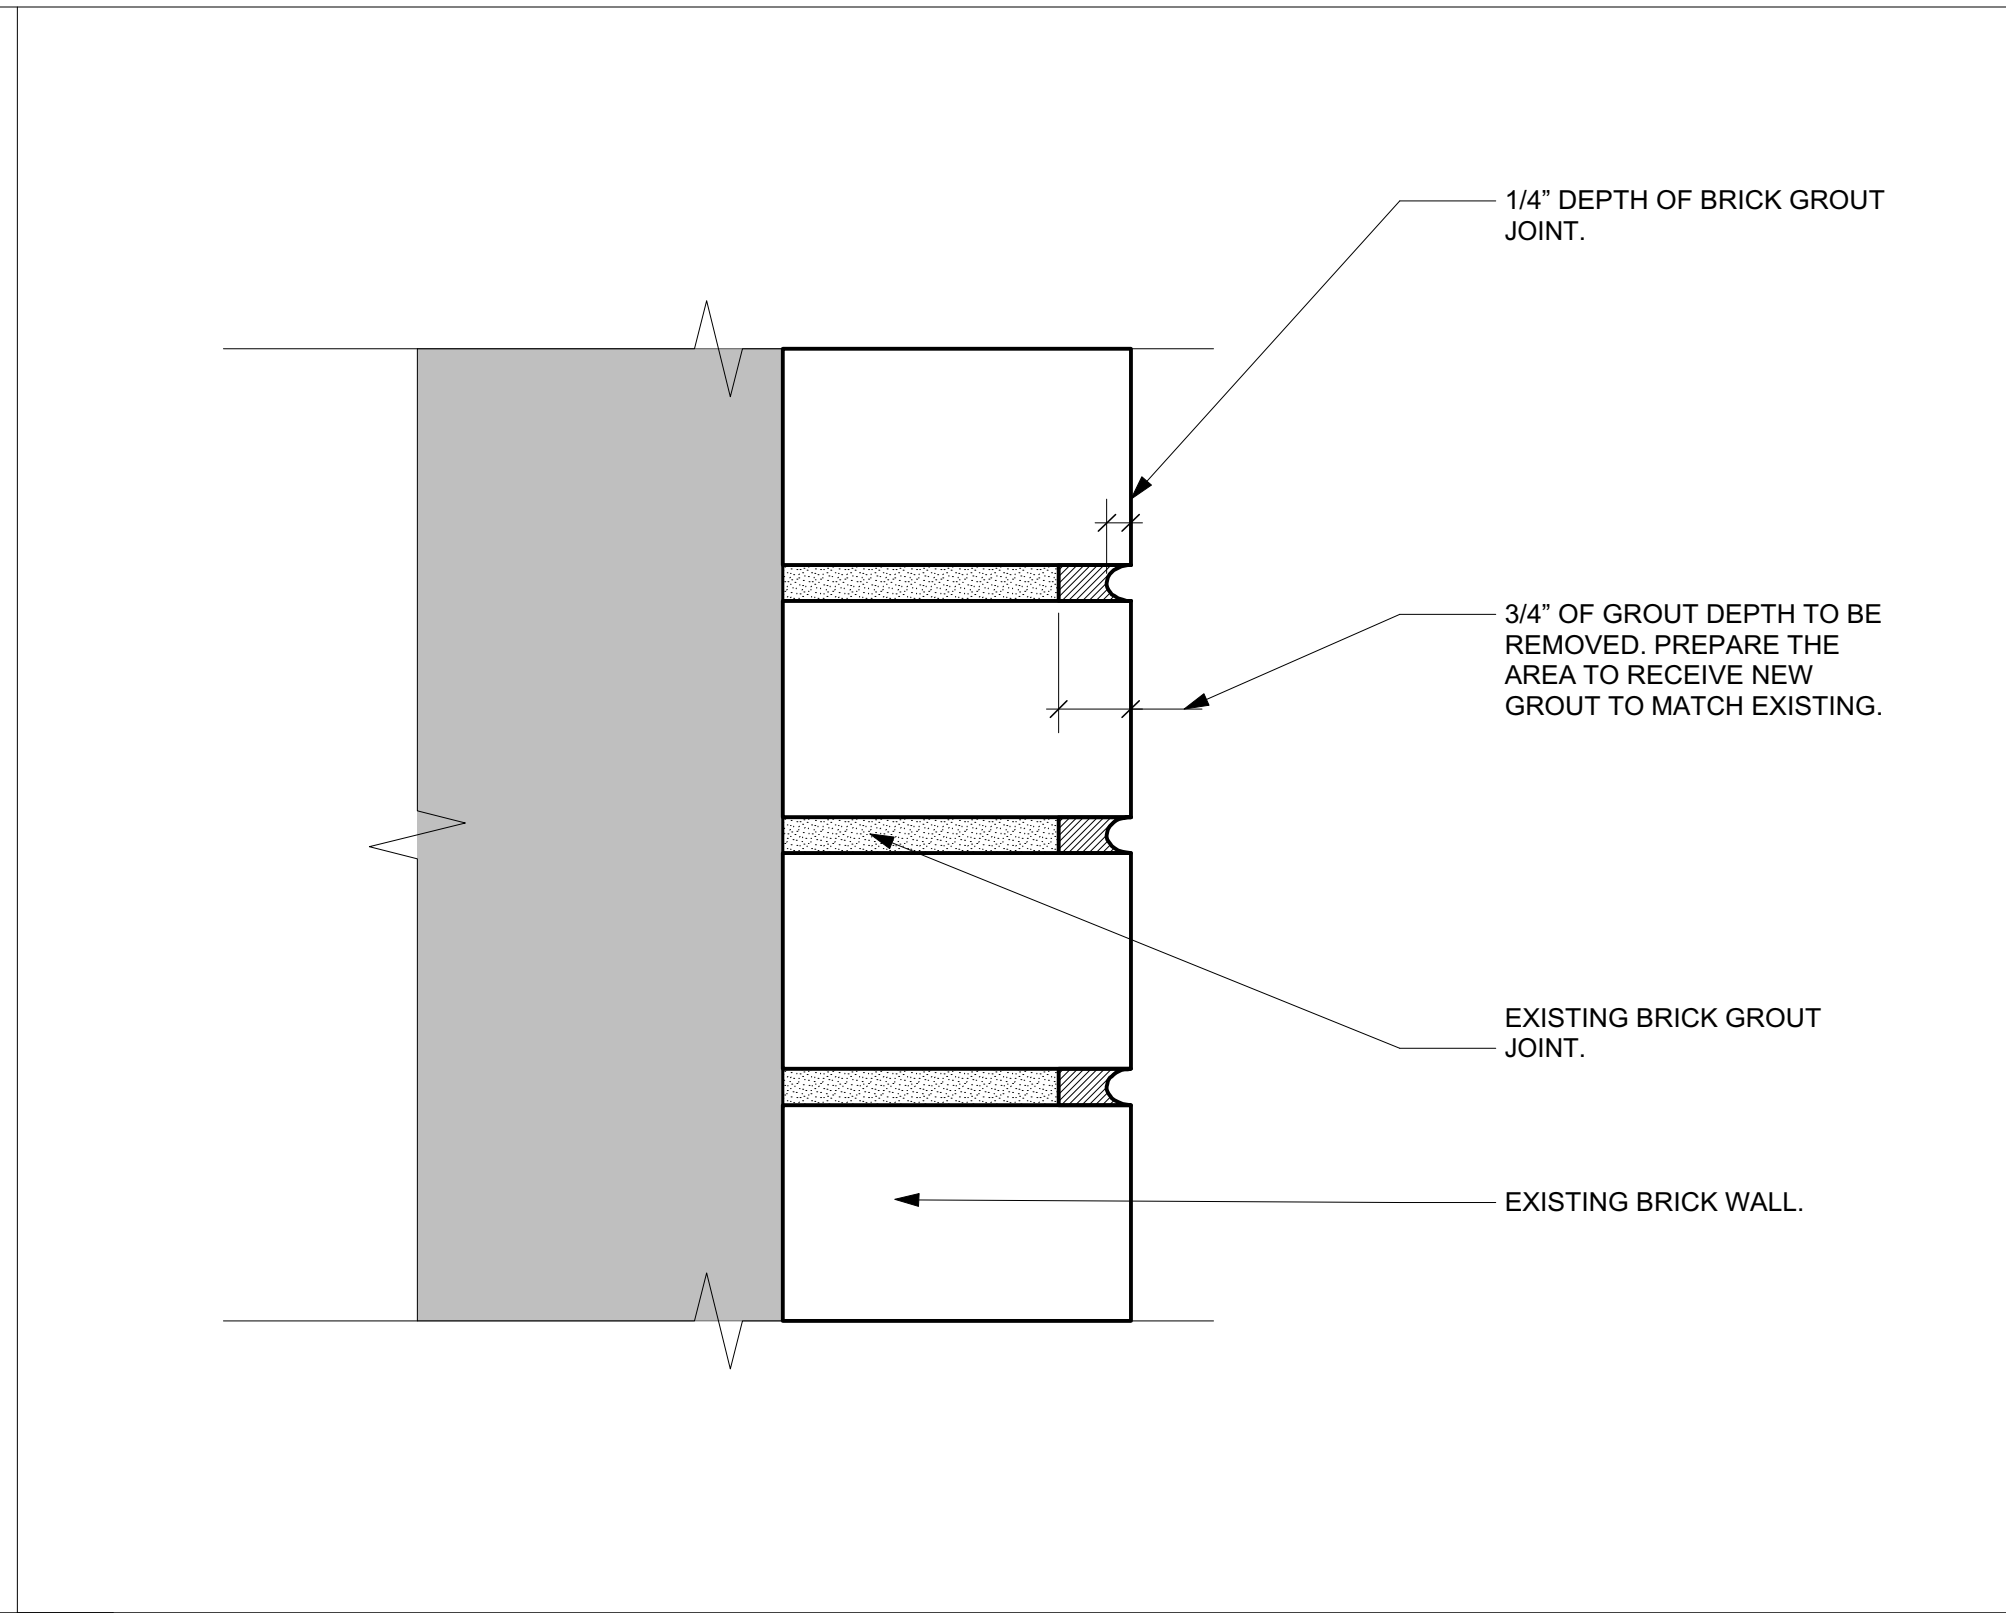 1/4” DEPTH OF BRICK GROUT
JOINT.
3/4” OF GROUT DEPTH TO BE
REMOVED. PREPARE THE
AREA TO RECEIVE NEW
GROUT TO MATCH EXISTING.
EXISTING BRICK GROUT
JOINT.
EXISTING BRICK WALL.